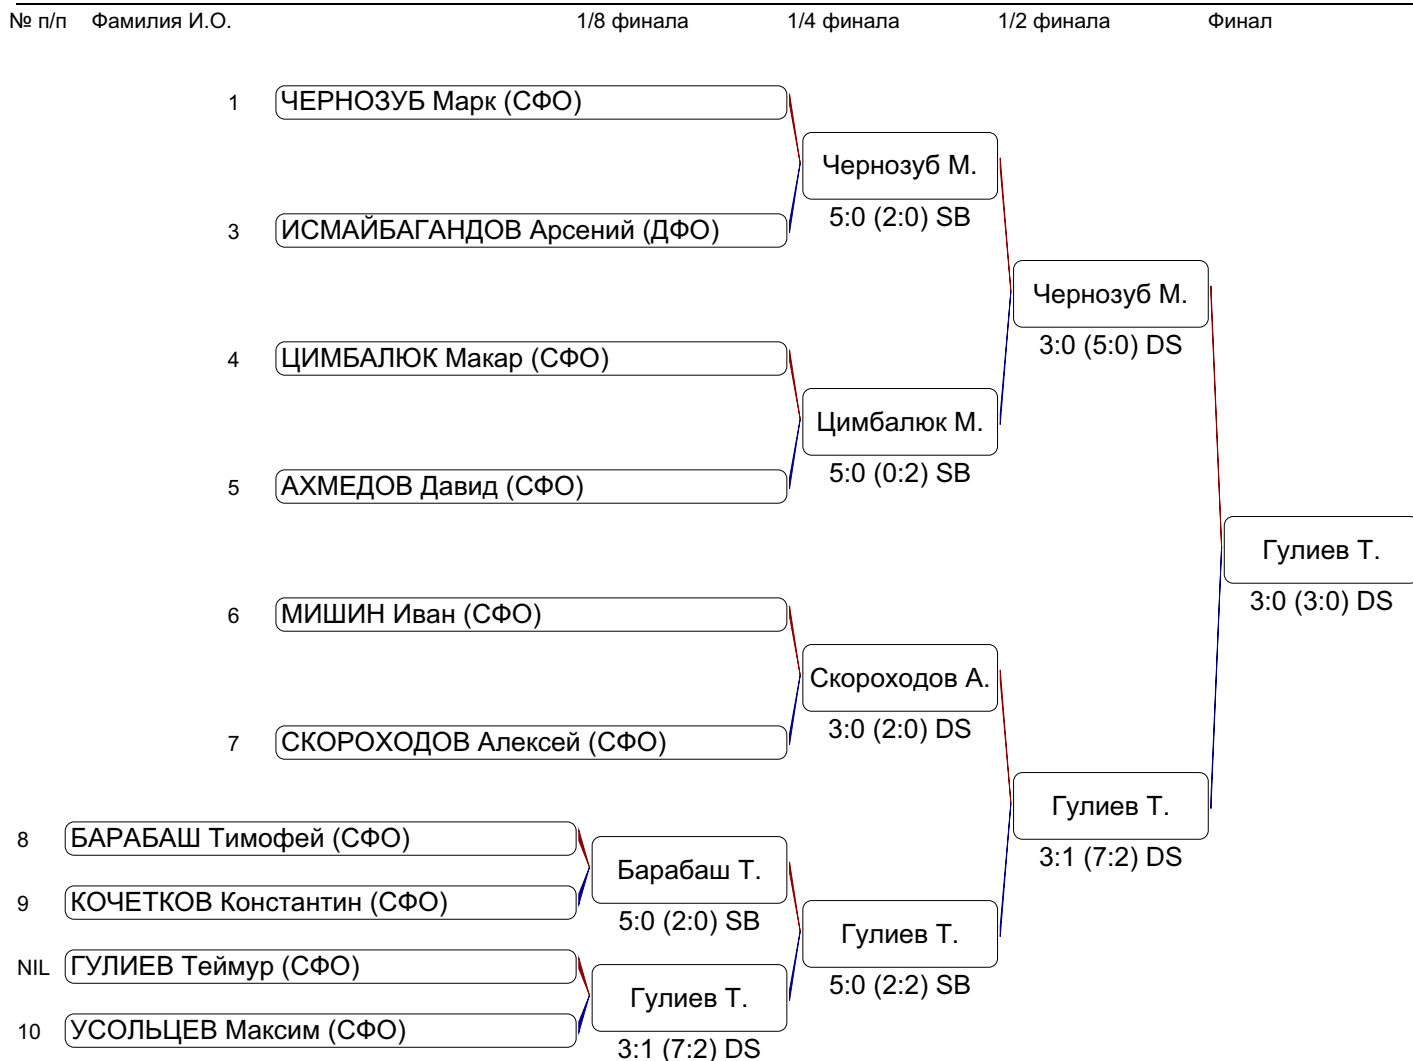 № п/п Фамилия И.О. 1/8 финала 1/4 финала 1/2 финала Финал
1 ЧЕРНОЗУБ Марк (СФО)
Чернозуб М.
5:0 (2:0) SB
3 ИСМАЙБАГАНДОВ Арсений (ДФО)
Чернозуб М.
3:0 (5:0) DS
4 ЦИМБАЛЮК Макар (СФО)
Цимбалюк М.
5:0 (0:2) SB
5 АХМЕДОВ Давид (СФО)
Гулиев Т.
3:0 (3:0) DS
6 МИШИН Иван (СФО)
Скороходов А.
3:0 (2:0) DS
7 СКОРОХОДОВ Алексей (СФО)
Гулиев Т.
3:1 (7:2) DS
8 БАРАБАШ Тимофей (СФО)
Барабаш Т.
5:0 (2:0) SB
9 КОЧЕТКОВ Константин (СФО)
Гулиев Т.
5:0 (2:2) SB
NIL ГУЛИЕВ Теймур (СФО)
Гулиев Т.
3:1 (7:2) DS
10 УСОЛЬЦЕВ Максим (СФО)